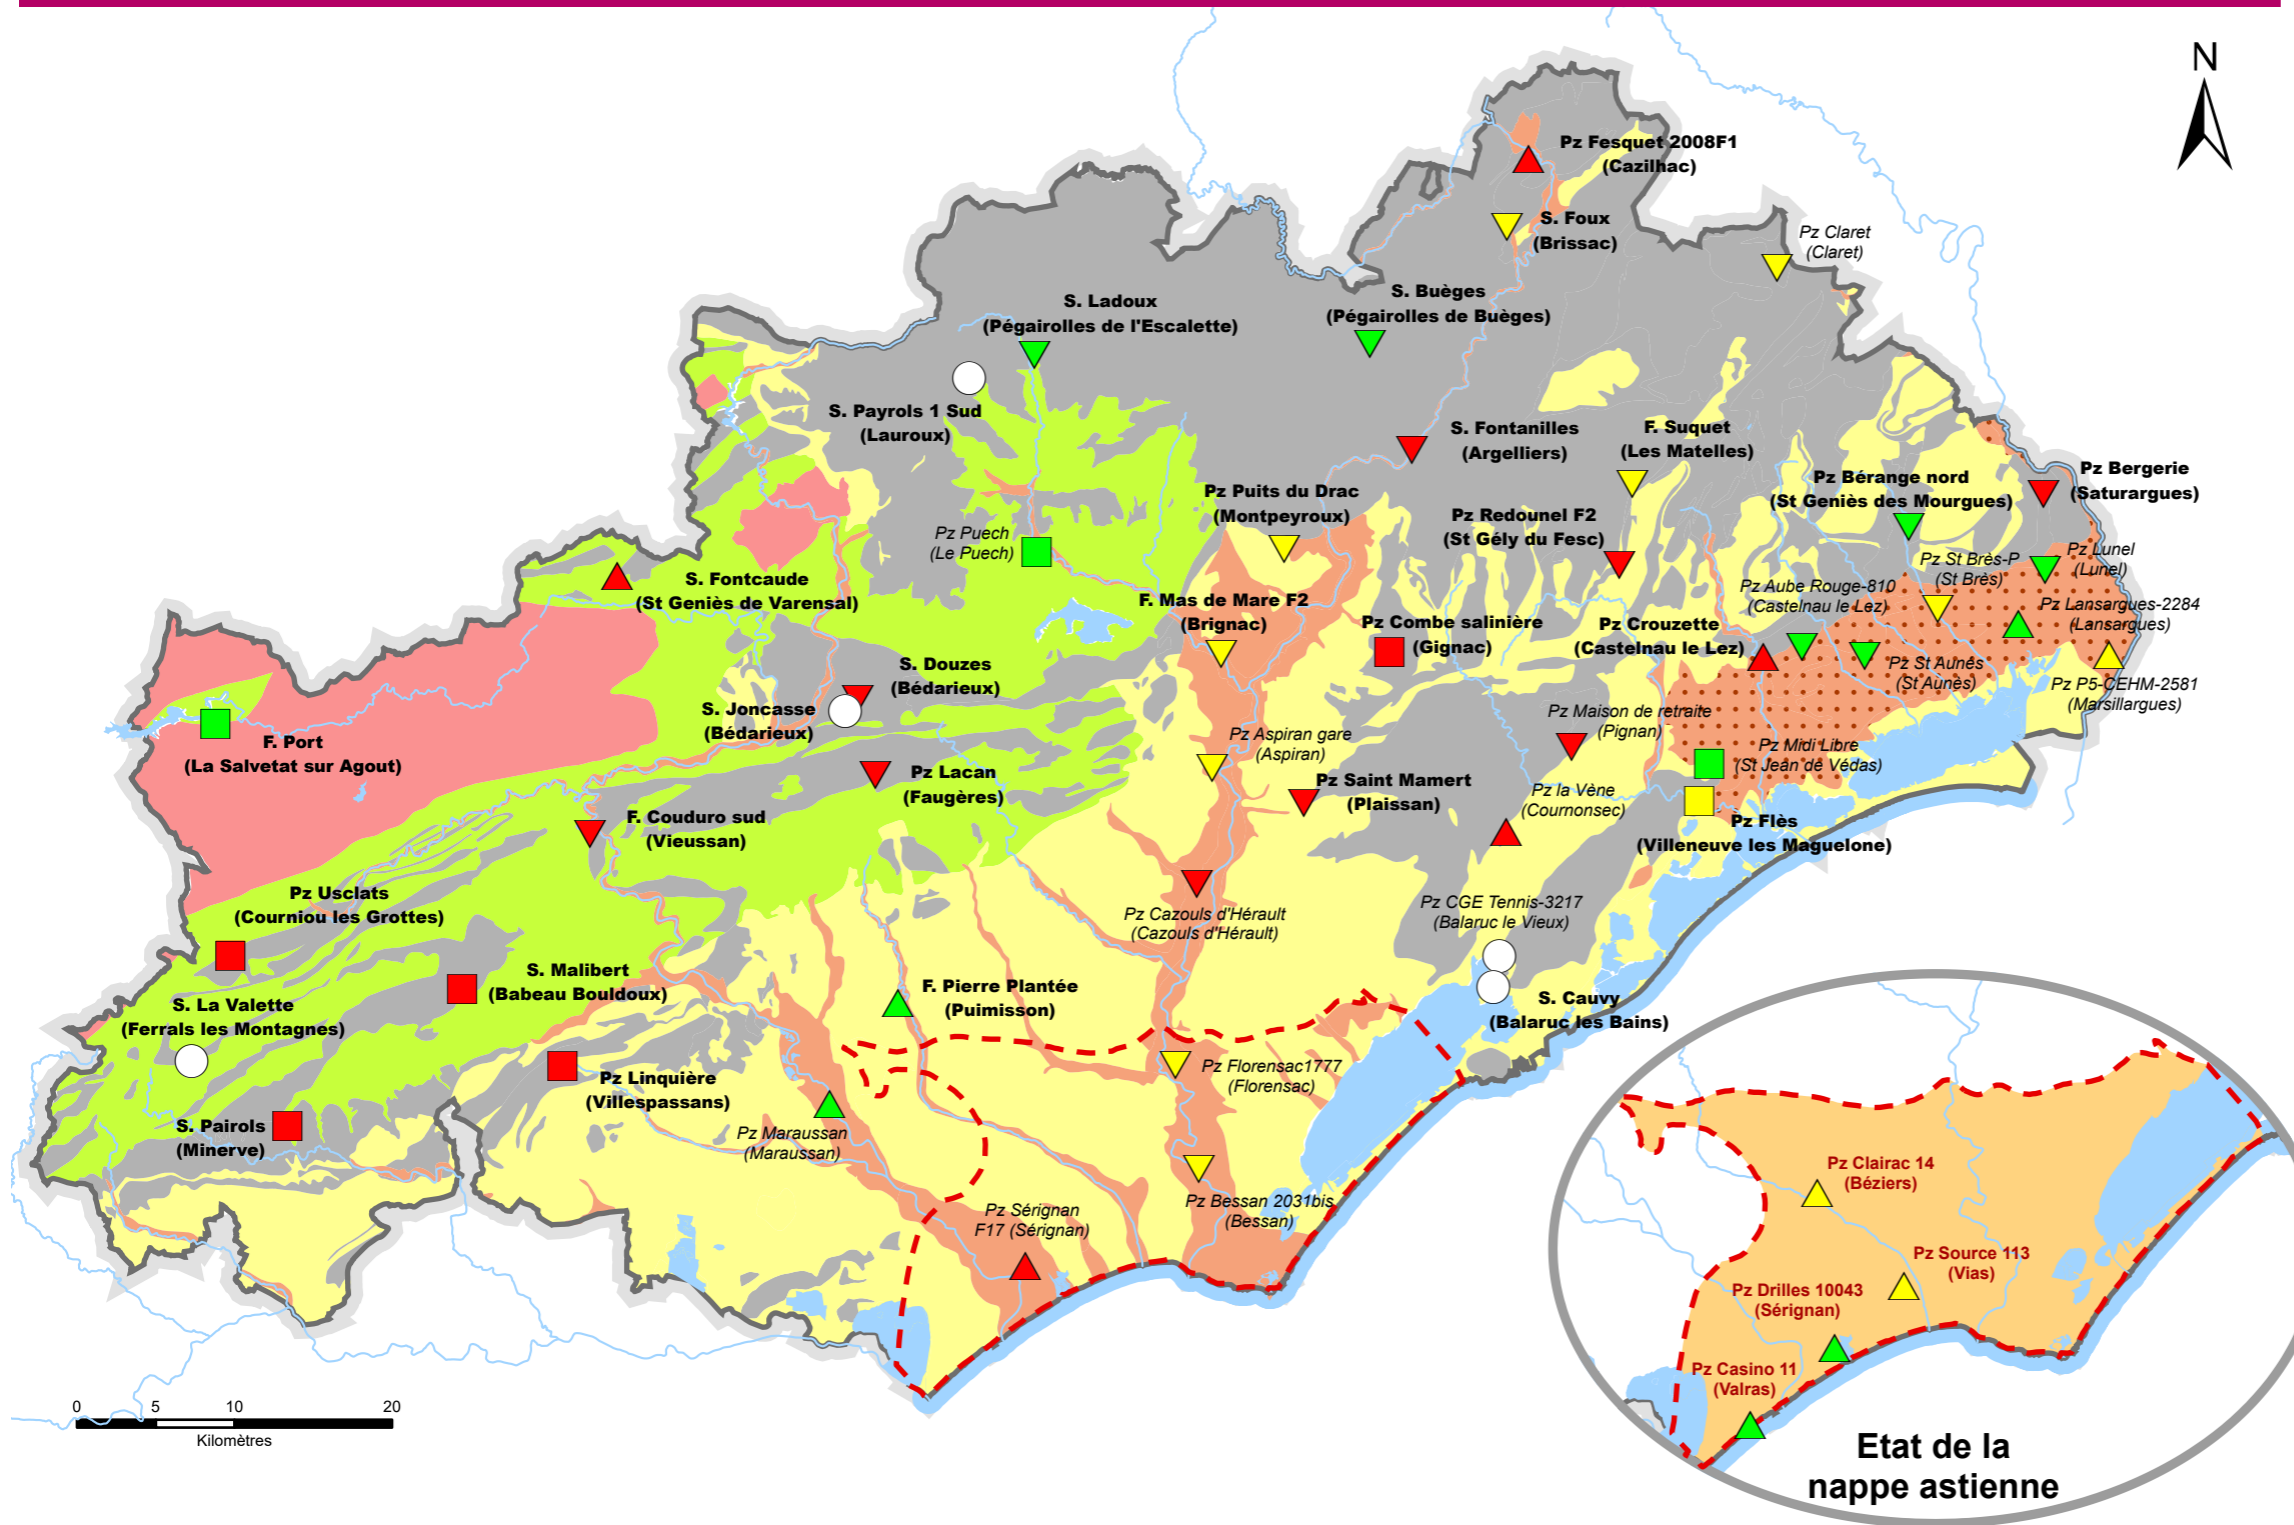 N
Pz Fesquet 2008F1
(Cazilhac)
S. Foux
(Brissac)
Pz Claret
(Claret)
S. Ladoux
(Pégairolles de l'Escalette)
S. Buèges
(Pégairolles de Buèges)
S. Payrols 1 Sud
(Lauroux)
S. Fontanilles
(Argelliers)
F. Suquet
(Les Matelles)
Pz Bérange nord
(St Geniès des Mourgues)
Pz Bergerie
(Saturargues)
Pz Puits du Drac
(Montpeyroux)
Pz Redounel F2
(St Gély du Fesc)
Pz Puech
(Le Puech)
Pz St Brès-P
(St Brès)
Pz Lunel
(Lunel)
S. Fontcaude
(St Geniès de Varensal)
Pz Aube Rouge-810
(Castelnau le Lez)
F. Mas de Mare F2
(Brignac)
Pz Combe salinière
(Gignac)
Pz Crouzette
(Castelnau le Lez)
Pz Lansargues-2284
(Lansargues)
S. Douzes
(Bédarieux)
Pz St Aunès
(St Aunès)
Pz P5-CEHM-2581
(Marsillargues)
S. Joncasse
(Bédarieux)
Pz Maison de retraite
(Pignan)
F. Port
(La Salvetat sur Agout)
Pz Aspiran gare
(Aspiran)
Pz Midi Libre
(St Jean de Védas)
Pz Lacan
(Faugères)
Pz Saint Mamert
(Plaissan)
Pz la Vène
(Cournonsec)
F. Couduro sud
(Vieussan)
Pz Flès
(Villeneuve les Maguelone)
Pz Usclats
(Courniou les Grottes)
Pz Cazouls d'Hérault
(Cazouls d'Hérault)
Pz CGE Tennis-3217
(Balaruc le Vieux)
S. Malibert
(Babeau Bouldoux)
F. Pierre Plantée
(Puimisson)
S. La Valette
(Ferrals les Montagnes)
S. Cauvy
(Balaruc les Bains)
Pz Linquière
(Villespassans)
Pz Florensac1777
(Florensac)
S. Pairols
(Minerve)
Pz Maraussan
(Maraussan)
Pz Bessan 2031bis
(Bessan)
Pz Sérignan
F17 (Sérignan)
Pz Clairac 14
(Béziers)
Pz Source 113
(Vias)
Pz Drilles 10043
(Sérignan)
Pz Casino 11
(Valras)
0 5 10 20
Kilomètres
Etat de la
nappe astienne